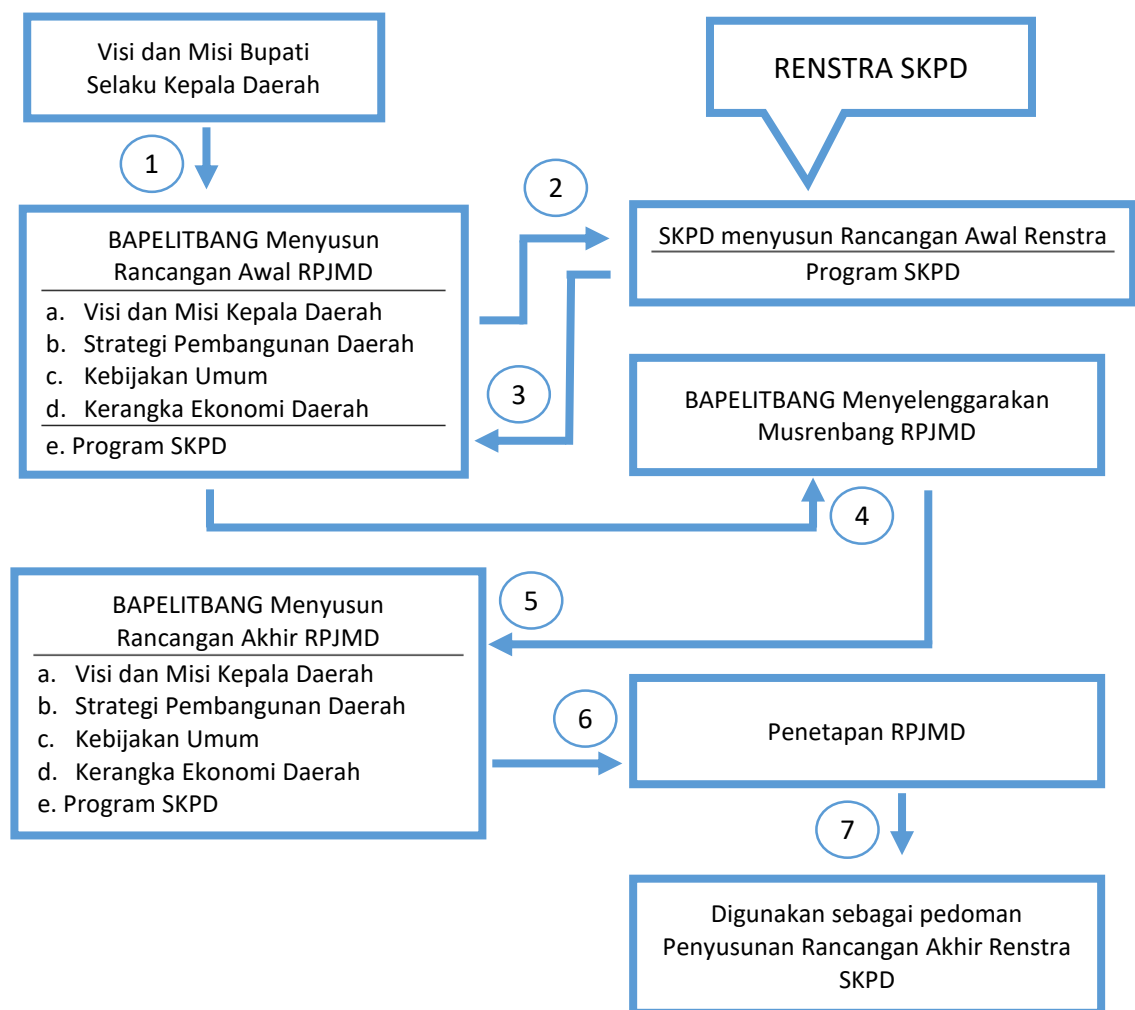 Visi dan Misi Bupati
Selaku Kepala Daerah
RENSTRA SKPD
1
2
BAPELITBANG Menyusun
Rancangan Awal RPJMD
a. Visi dan Misi Kepala Daerah
b. Strategi Pembangunan Daerah
c. Kebijakan Umum
d. Kerangka Ekonomi Daerah
e. Program SKPD
SKPD menyusun Rancangan Awal Renstra
Program SKPD
3
BAPELITBANG Menyelenggarakan
Musrenbang RPJMD
4
5
BAPELITBANG Menyusun
Rancangan Akhir RPJMD
a. Visi dan Misi Kepala Daerah
b. Strategi Pembangunan Daerah
c. Kebijakan Umum
d. Kerangka Ekonomi Daerah
e. Program SKPD
6
Penetapan RPJMD
7
Digunakan sebagai pedoman
Penyusunan Rancangan Akhir Renstra
SKPD